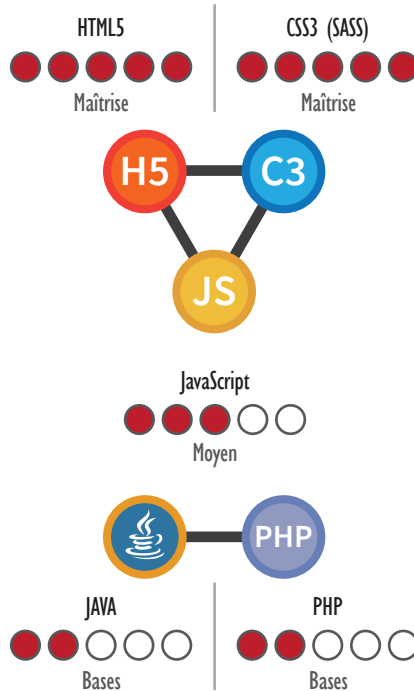 HTML5
CSS3 (SASS)
Maîtrise
Maîtrise
H5
C3
JS
JavaScript
Moyen
PHP
JAVA
PHP
Bases
Bases